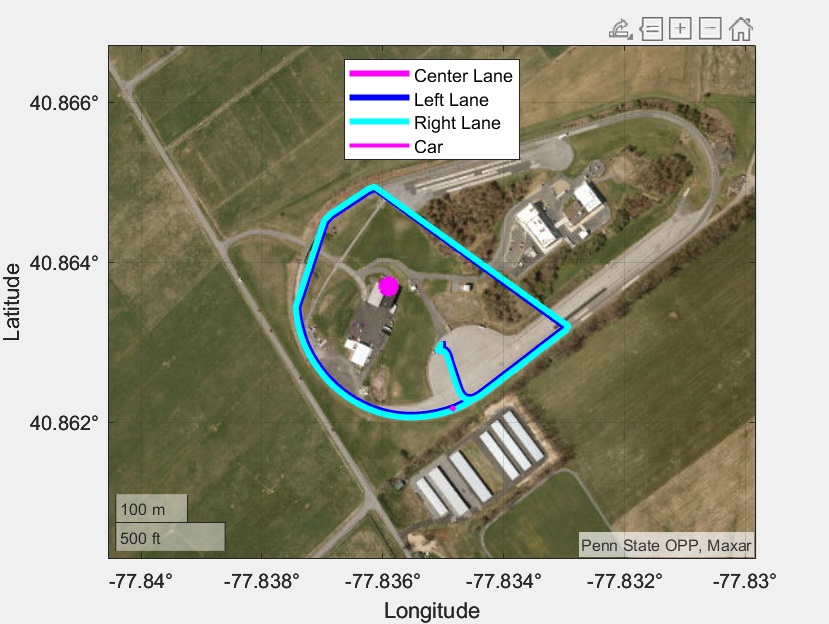 Center Lane
Left Lane
Right Lane
Car
40.866°
40.864°
40.862°
Latitude
100 m
500 ft
Penn State OPP, Maxar
-77.84°
-77.838°
-77.836°
-77.834°
-77.832°
-77.83°
Longitude